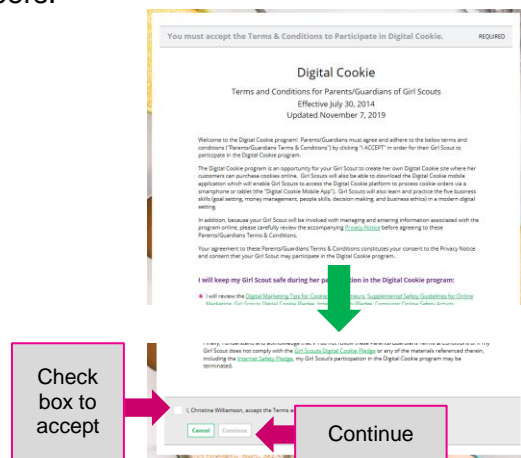 You must accept the Terms & Conditions to Participate in Digital Cookie. REQUIRED
Digital Cookie
Terms and Conditions for Parents/Guardians of Girl Scouts
Effective July 30, 2014
Updated November 7, 2019
Welcome to the Digital Cookie program! Parents/Guardians must agree and adhere to the below terms and
conditions ("Parents/Guardians Terms & Conditions") by clicking "I ACCEPT" in order for their Girl Scout to
participate in the Digital Cookie program.
The Digital Cookie program is an opportunity for your Girl Scout to create her own Digital Cookie site where her
customers can purchase cookies online. Girl Scouts will also be able to download the Digital Cookie mobile
application which will enable Girl Scouts to access the Digital Cookie platform to process cookie orders via a
smartphone or tablet (the "Digital Cookie Mobile App"). Girl Scouts will also learn and practice the five business
skills (goal setting, money management, people skills, decision making, and business ethics) in a modern digital
setting.
In addition, because your Girl Scout will be involved with managing and entering information associated with the
program online, please carefully review the accompanying Privacy Notice before agreeing to these
Parents/Guardians Terms & Conditions.
Your agreement to these Parents/Guardians Terms & Conditions constitutes your consent to the Privacy Notice
and consent that your Girl Scout may participate in the Digital Cookie program.
I will keep my Girl Scout safe during her in the Digital Cookie program:
I will review the Digital Marketing Tips for Cookie Supplemental Safety Guidelines for Online
Girl Scout does not comply with the Girl Scouts Digital Cookie Pledge or any of the materials referenced therein,
including the Internet Safety Pledge, my Girl Scout's participation in the Digital Cookie program may be
terminated.
Check
box to
accept
I, Christina Williamson, accept the Terms
Cancel Continue
Continue